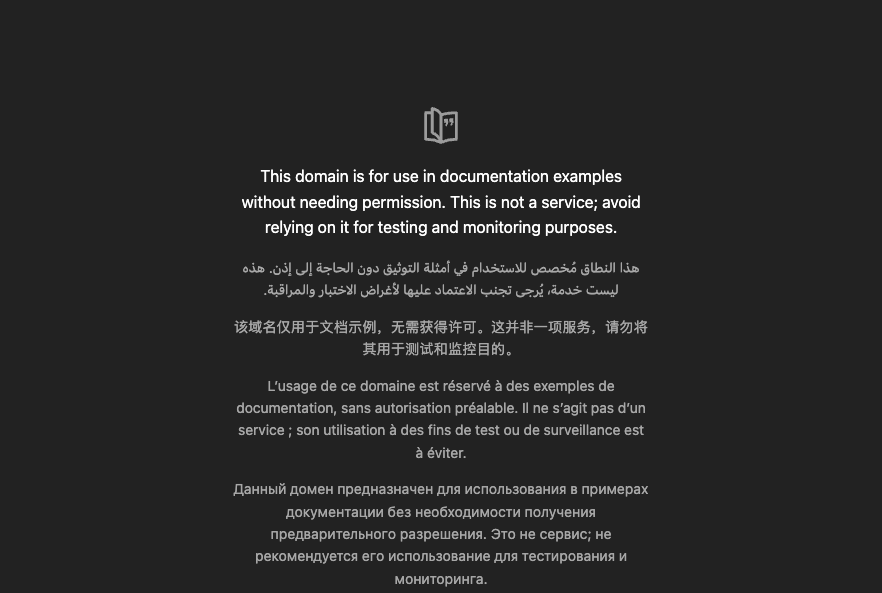 This domain is for use in documentation examples
without needing permission. This is not a service; avoid
relying on it for testing and monitoring purposes.
هذا النطاق مُخصص للاستخدام في أمثلة التوثيق دون الحاجة إلى إذن. هذه
ليست خدمة، يُرجى تجنب الاعتماد عليها لأغراض الاختبار والمراقبة.
该域名仅用于文档示例，无需获得许可。这并非一项服务，请勿将
其用于测试和监控目的。
L’usage de ce domaine est réservé à des exemples de
documentation, sans autorisation préalable. Il ne s’agit pas d’un
service ; son utilisation à des fins de test ou de surveillance est
à éviter.
Данный домен предназначен для использования в примерах
документации без необходимости получения
предварительного разрешения. Это не сервис; не
рекомендуется его использование для тестирования и
мониторинга.